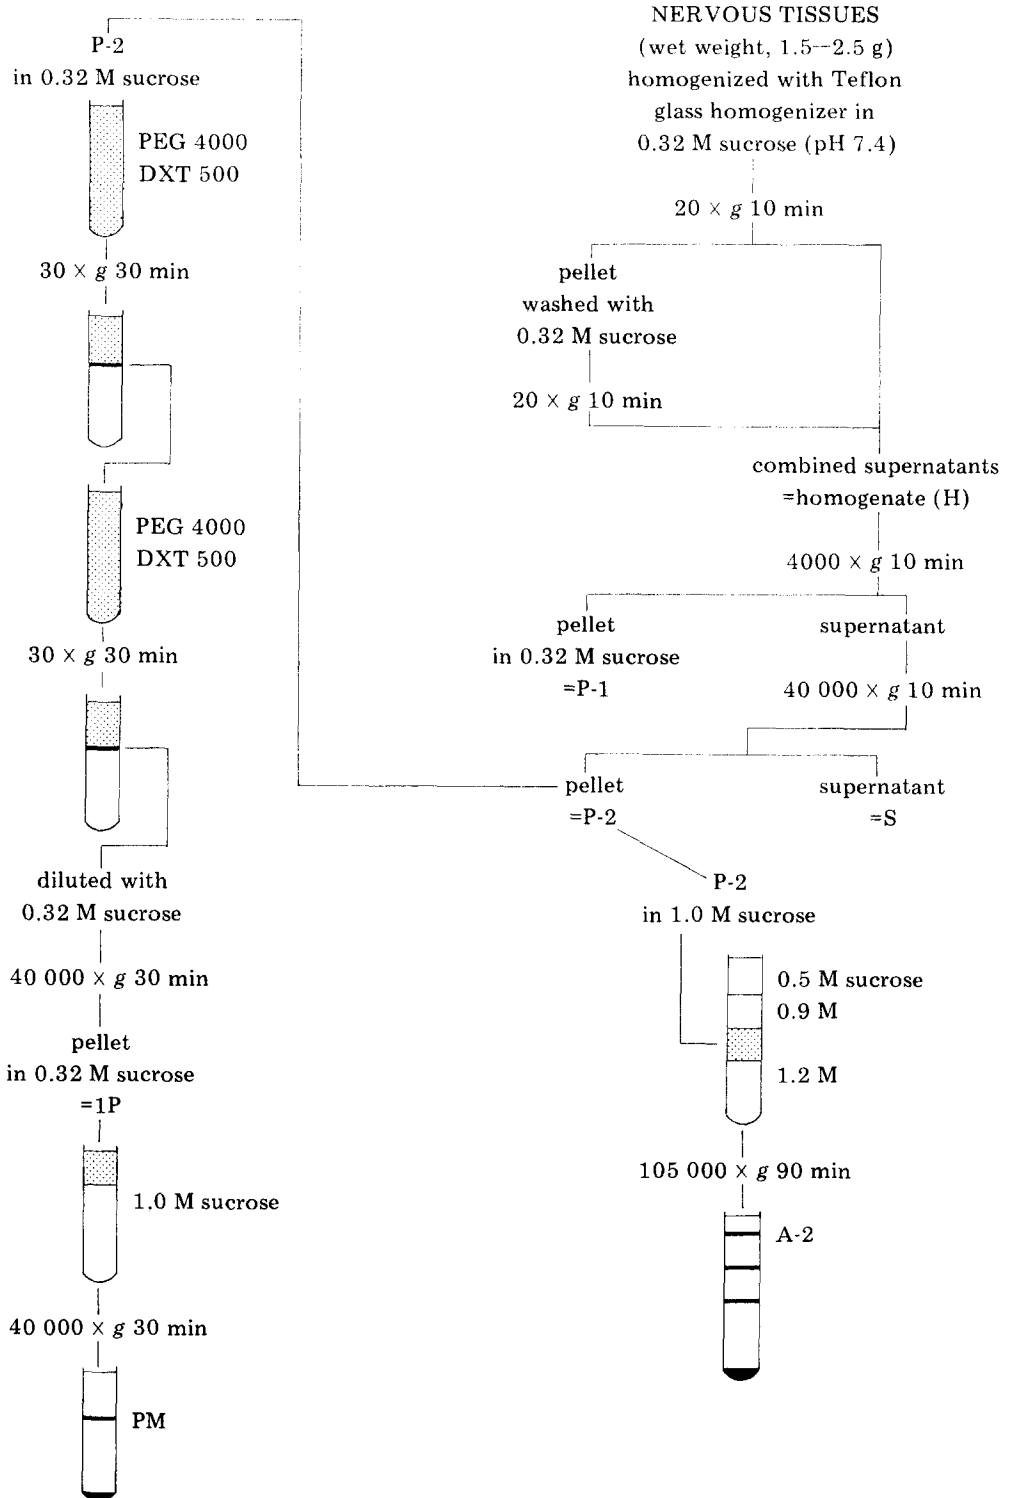 NERVOUS TISSUES
(wet weight, 1.5--2.5 g)
homogenized with Teflon
glass homogenizer in
0.32 M sucrose (pH 7.4)
20 × g 10 min
pellet
washed with
0.32 M sucrose
20 × g 10 min
combined supernatants
=homogenate (H)
4000 × g 10 min
pellet
in 0.32 M sucrose
=P-1
supernatant
40 000 × g 10 min
pellet
=P-2
supernatant
=S
P-2
in 0.32 M sucrose
PEG 4000
DXT 500
30 × g 30 min
PEG 4000
DXT 500
30 × g 30 min
diluted with
0.32 M sucrose
40 000 × g 30 min
pellet
in 0.32 M sucrose
=1P
1.0 M sucrose
40 000 × g 30 min
PM
P-2
in 1.0 M sucrose
0.5 M sucrose
0.9 M
1.2 M
105 000 × g 90 min
A-2